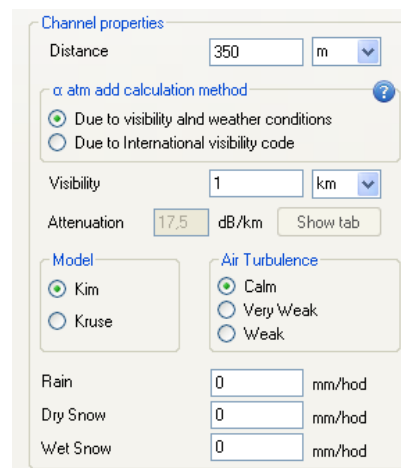 Channel properties
Distance 350 m
α atm add calculation method ?
Due to visibility alnd weather conditions
Due to International visibility code
Visibility 1 km
Attenuation 17,5 dB/km Show tab
Model Air Turbulence
Kim Calm
Kruse Very Weak
Weak
Rain 0 mm/hod
Dry Snow 0 mm/hod
Wet Snow 0 mm/hod